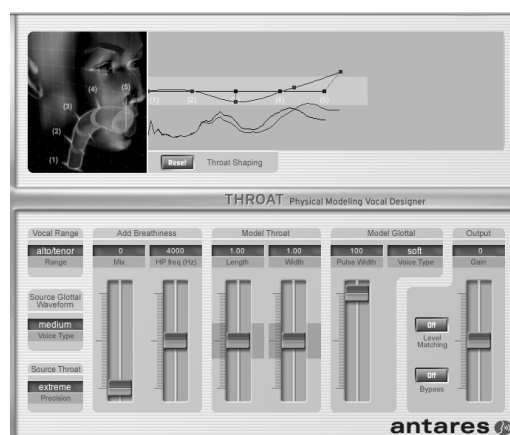 (5)
(4)
(3)
(2)
(1)
(1) (2) (3) (4) (5)
Reset Throat Shaping
THROAT Physical Modeling Vocal Designer
Vocal Range Add Breathiness Model Throat Model Glottal Output
alto/tenor 0 4000 1.00 1.00 100 soft 0
Range Mix HP freq (Hz) Length Width Pulse Width Voice Type Gain
Source Glottal
Waveform
medium
Voice Type
Off
Level
Matching
Source Throat
extreme
Precision
Off
Bypass
antares